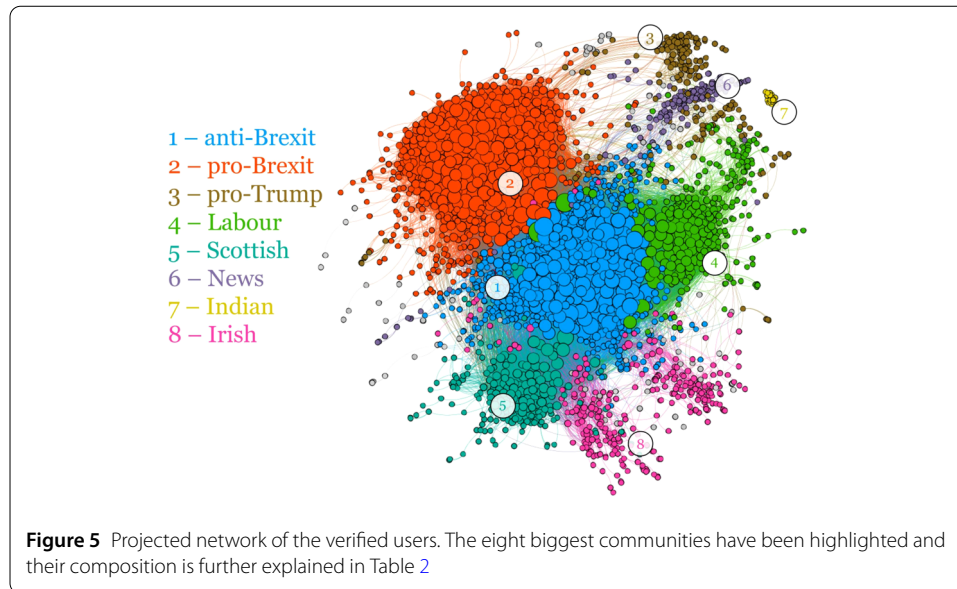 1 – anti-Brexit
2 – pro-Brexit
3 – pro-Trump
4 – Labour
5 – Scottish
6 – News
7 – Indian
8 – Irish
3
6
7
2
4
1
5
8
Figure 5 Projected network of the verified users. The eight biggest communities have been highlighted and
their composition is further explained in Table 2